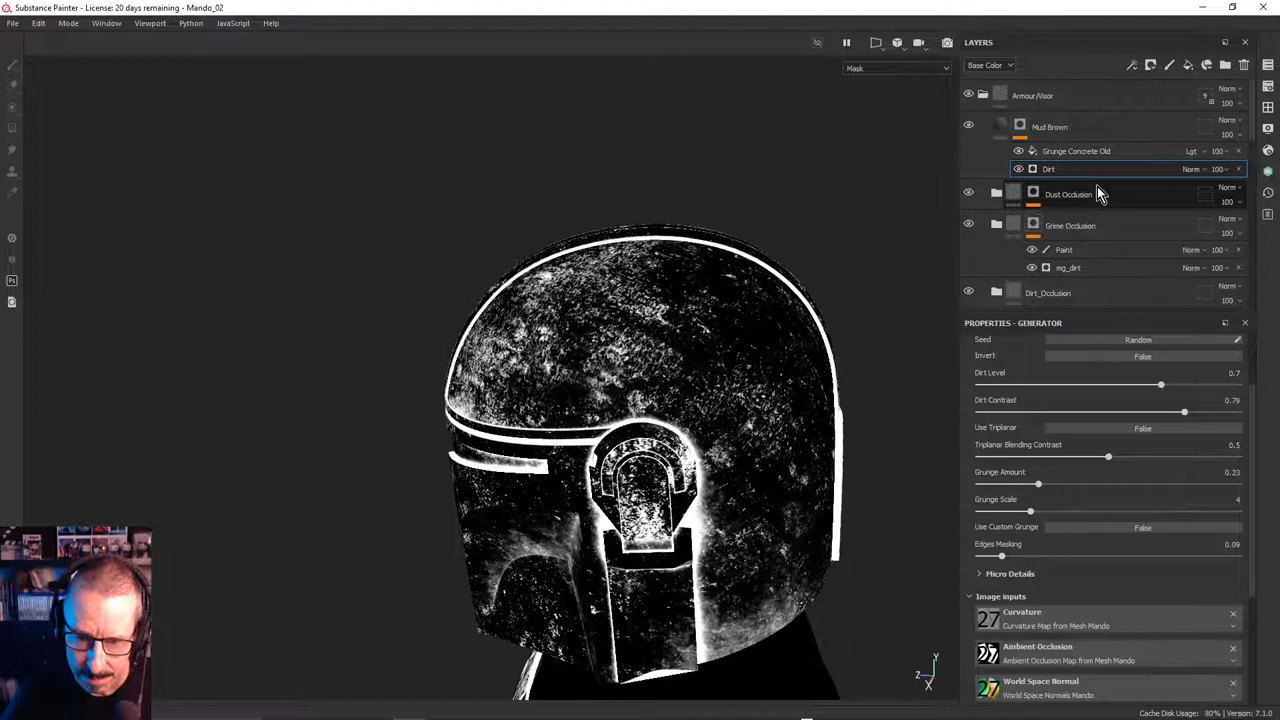 Substance Painter - License: 20 days remaining - Mando_02
File Edit Mode Window Viewport Python JavaScript Help
Mask
LAYERS
Base Color
Armour/Visor 9 Norm
100
Mud Brown Norm
100
Grunge Concrete Old Lgt 100
Dirt Norm 100
Dust Occlusion Norm
100
Grime Occlusion Norm
100
Paint Norm 100
mg_dirt Norm 100
Dirt_Occlusion Norm
100
PROPERTIES - GENERATOR
Seed Random
Invert False
Dirt Level 0.7
Dirt Contrast 0.79
Use Triplanar False
Triplanar Blending Contrast 0.5
Grunge Amount 0.23
Grunge Scale 4
Use Custom Grunge False
Edges Masking 0.09
Micro Details
Image inputs
Curvature
Curvature Map from Mesh Mando
Ambient Occlusion
Ambient Occlusion Map from Mesh Mando
World Space Normal
World Space Normals Mando
Y
Z
X
Ps
27
27
27
Cache Disk Usage: 80% | Version: 7.1.0